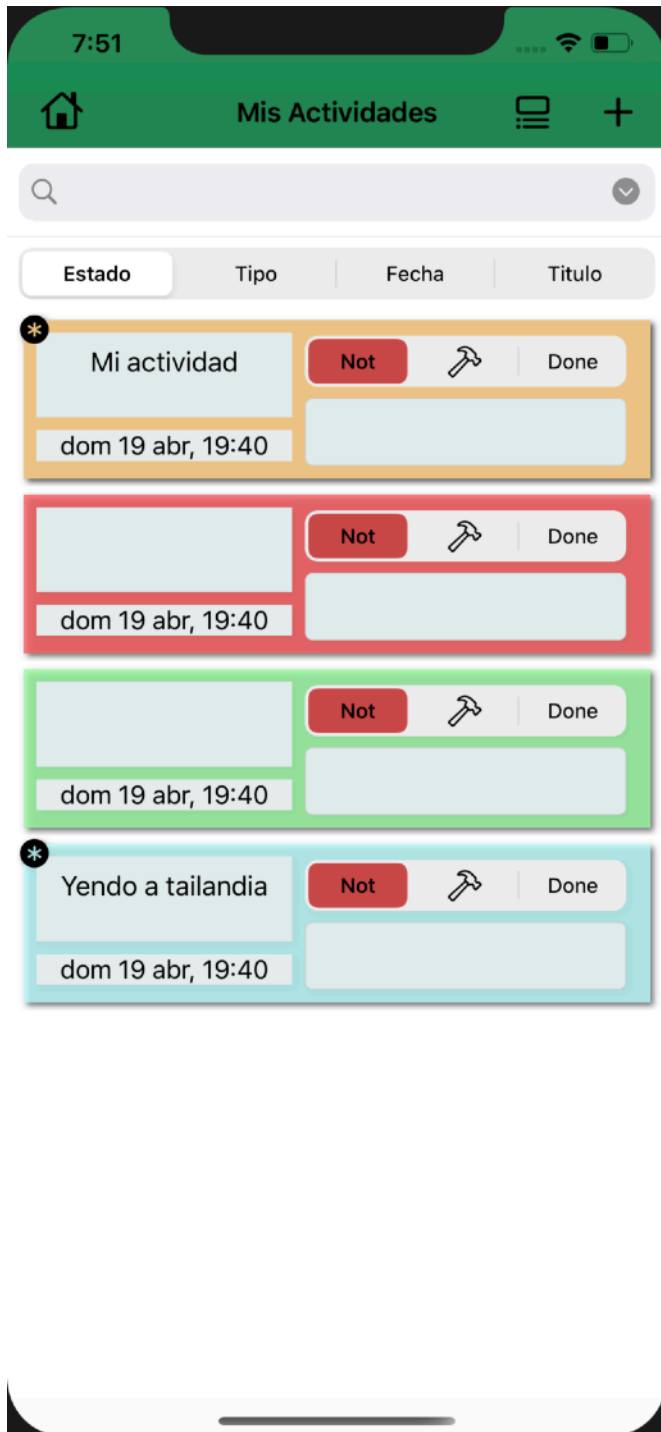 7:51
Mis Actividades
Estado Tipo Fecha Titulo
Mi actividad
Not Done
dom 19 abr, 19:40
Not Done
dom 19 abr, 19:40
Not Done
dom 19 abr, 19:40
Yendo a tailandia
Not Done
dom 19 abr, 19:40